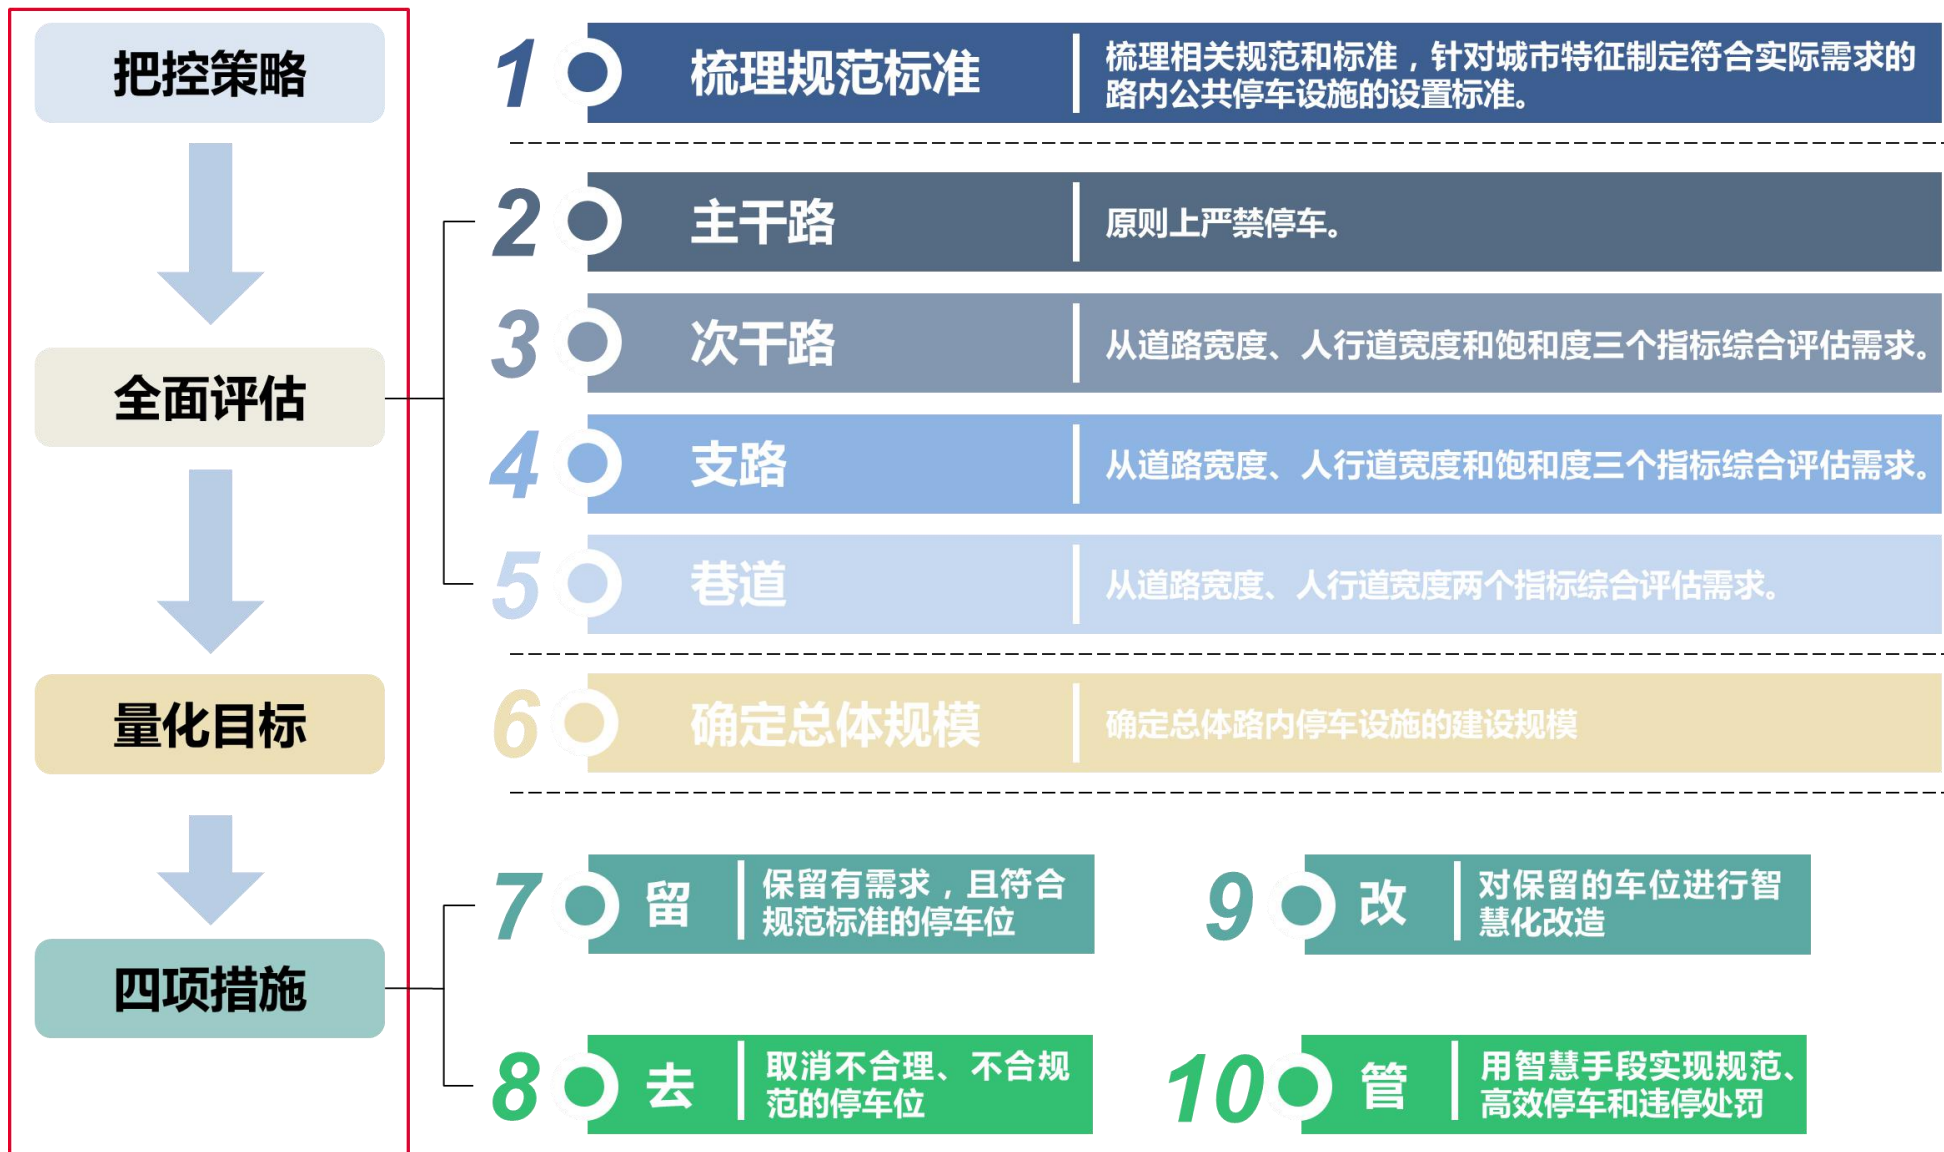 把控策略
全面评估
量化目标
四项措施
1
梳理规范标准
梳理相关规范和标准，针对城市特征制定符合实际需求的
路内公共停车设施的设置标准。
2
主干路
原则上严禁停车。
3
次干路
从道路宽度、人行道宽度和饱和度三个指标综合评估需求。
4
支路
从道路宽度、人行道宽度和饱和度三个指标综合评估需求。
5
巷道
从道路宽度、人行道宽度两个指标综合评估需求。
6
确定总体规模
确定总体路内停车设施的建设规模
7
留
保留有需求，且符合
规范标准的停车位
8
去
取消不合理、不合规
范的停车位
9
改
对保留的车位进行智
慧化改造
10
管
用智慧手段实现规范、
高效停车和违停处罚